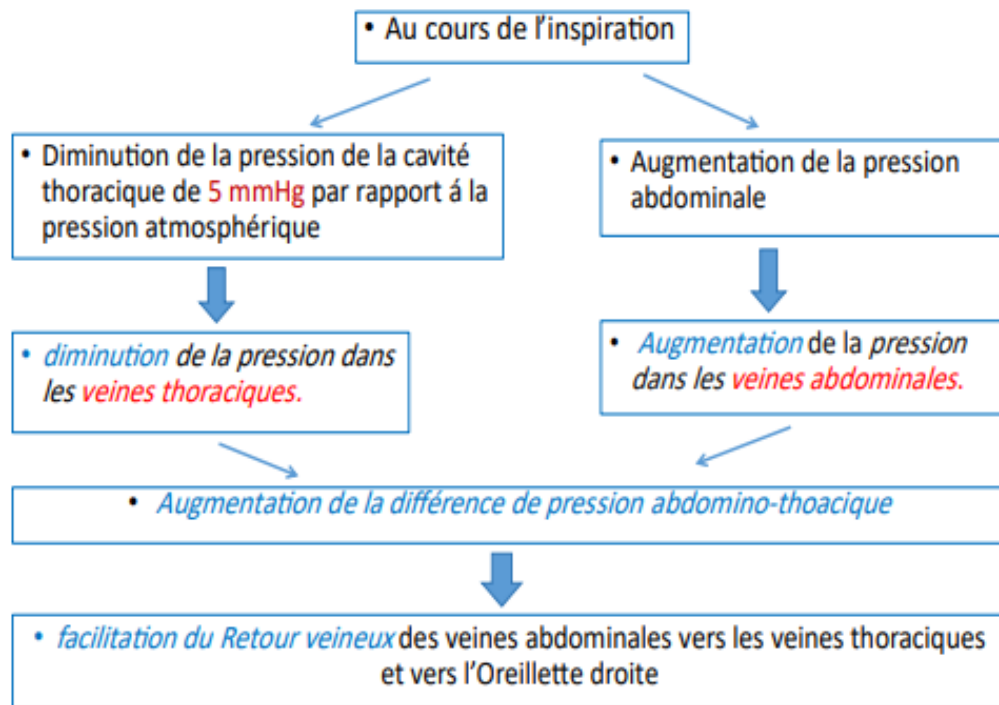 • Au cours de l'inspiration
• Diminution de la pression de la cavité
thoracique de 5 mmHg par rapport á la
pression atmosphérique
• Augmentation de la pression
abdominale
• diminution de la pression dans
les veines thoraciques.
• Augmentation de la pression
dans les veines abdominales.
• Augmentation de la différence de pression abdomino-thoacique
• facilitation du Retour veineux des veines abdominales vers les veines thoraciques
et vers l'Oreillette droite